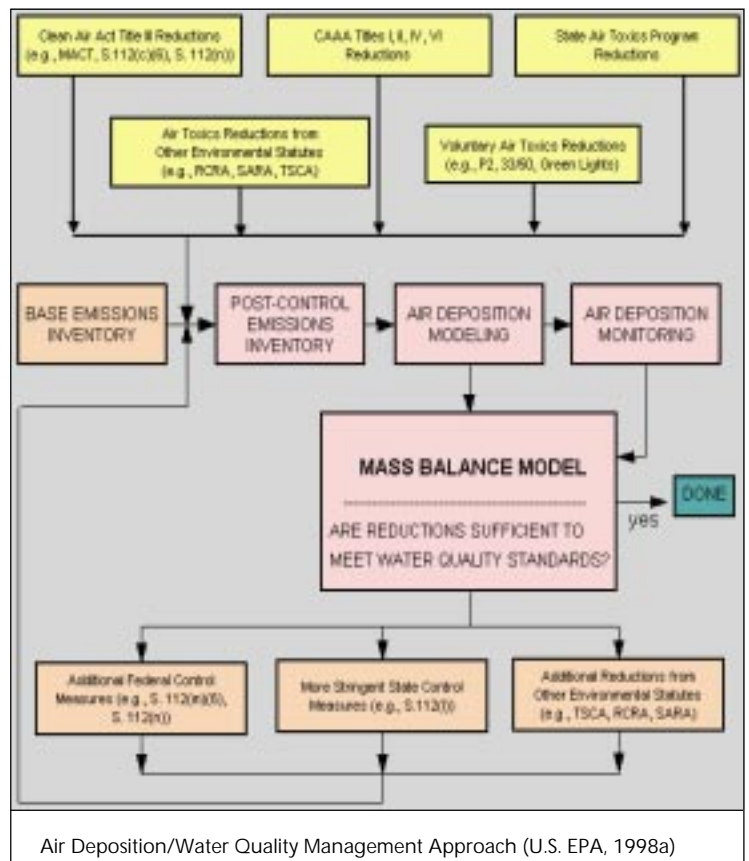 Clean Air Act Title III Reductions
(e.g., MACT, S.112(c)(6), S. 112(n))
CAAA Titles I, II, IV, VI
Reductions
State Air Toxics Program
Reductions
Air Toxics Reductions from
Other Environmental Statutes
(e.g., RCRA, SARA, TSCA)
Voluntary Air Toxics Reductions
(e.g., P2, 33/50, Green Lights)
BASE EMISSIONS
INVENTORY
POST-CONTROL
EMISSIONS
INVENTORY
AIR DEPOSITION
MODELING
AIR DEPOSITION
MONITORING
MASS BALANCE MODEL
ARE REDUCTIONS SUFFICIENT TO
MEET WATER QUALITY STANDARDS?
yes
DONE
Additional Federal Control
Measures (e.g., S. 112(m)(6),
S. 112(n))
More Stringent State Control
Measures (e.g., S.112(l))
Additional Reductions from
Other Environmental Statutes
(e.g., TSCA, RCRA, SARA)
Air Deposition/Water Quality Management Approach (U.S. EPA, 1998a)